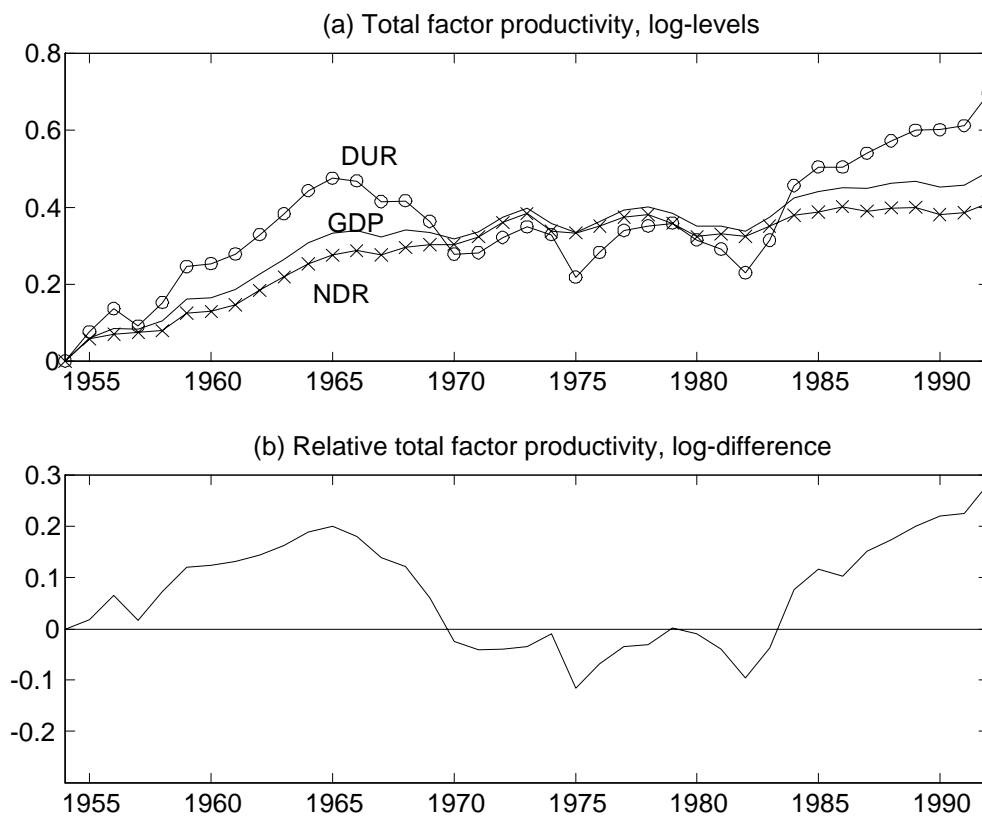 (a) Total factor productivity, log-levels
0.8
0.6
0.4
0.2
0
DUR
GDP
NDR
1955 1960 1965 1970 1975 1980 1985 1990
(b) Relative total factor productivity, log-difference
0.3
0.2
0.1
0
-0.1
-0.2
1955 1960 1965 1970 1975 1980 1985 1990